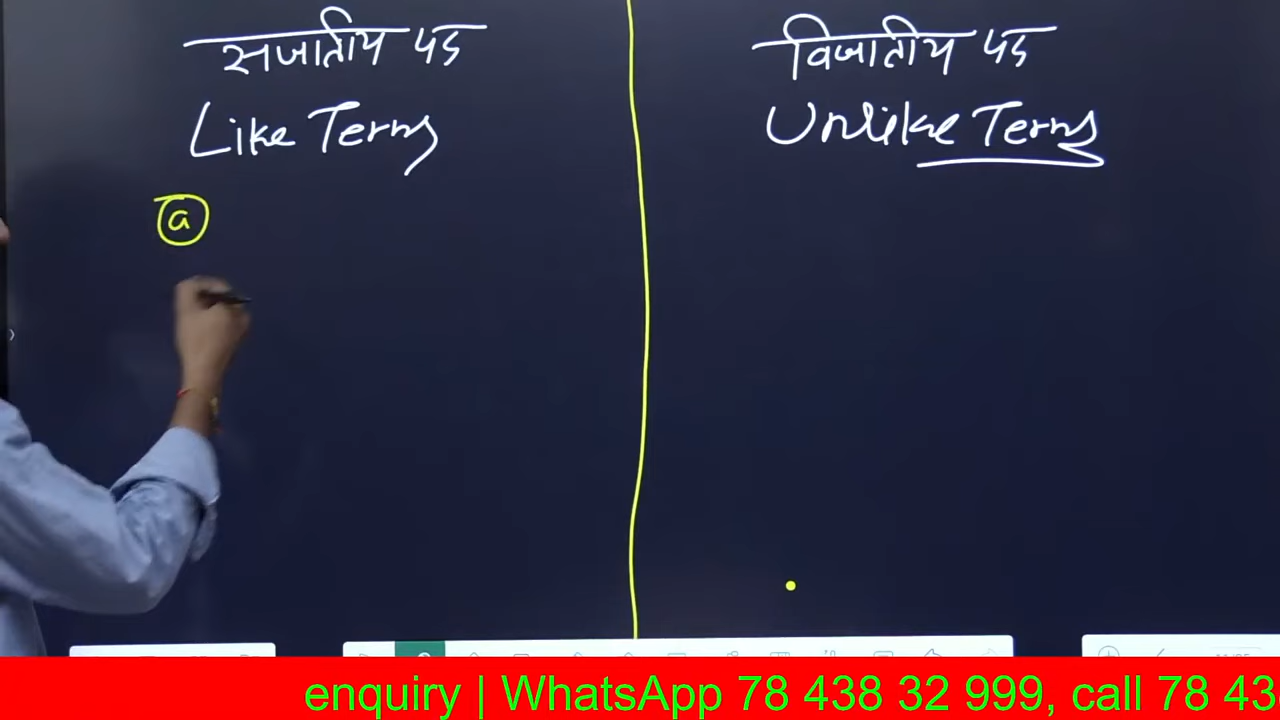 सजातीय पद
Like Terms
a
विजातीय पद
Unlike Terms
enquiry | WhatsApp 78 438 32 999, call 78 43